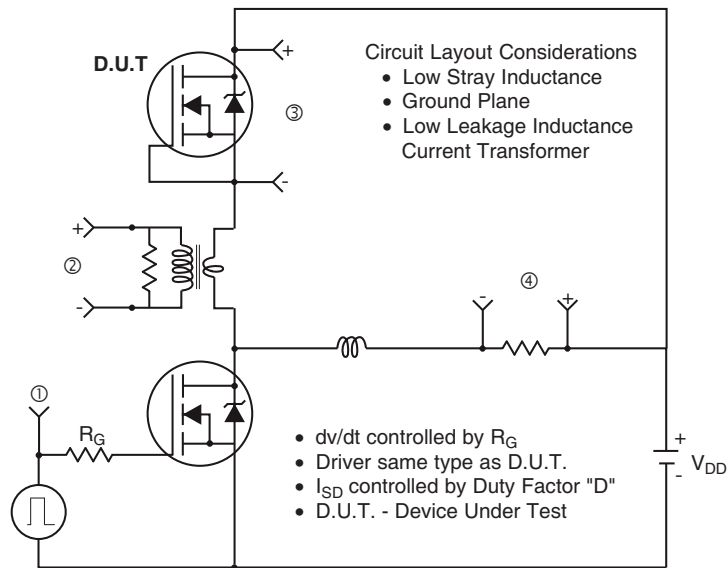 D.U.T
+
③
-
Circuit Layout Considerations
• Low Stray Inductance
• Ground Plane
• Low Leakage Inductance
Current Transformer
+
②
-
④
-
+
①
R_G
• dv/dt controlled by R_G
• Driver same type as D.U.T.
• I_SD controlled by Duty Factor "D"
• D.U.T. - Device Under Test
+
V_DD
-